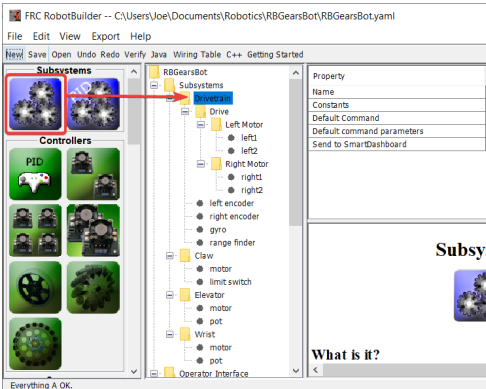 FRC RobotBuilder -- C:\Users\Joe\Documents\Robotics\RBGearsBot\RBGearsBot.yaml
File Edit View Export Help
New Save Open Undo Redo Verify Java Wiring Table C++ Getting Started
Subsystems
PID
Controllers
PID
RBGearsBot
Subsystems
Drivetrain
Drive
Left Motor
left1
left2
Right Motor
right1
right2
left encoder
right encoder
gyro
range finder
Claw
motor
limit switch
Elevator
motor
pot
Wrist
motor
pot
Operator Interface
Property
Name
Constants
Default Command
Default command parameters
Send to SmartDashboard
Subsy
What is it?
Everything A OK.